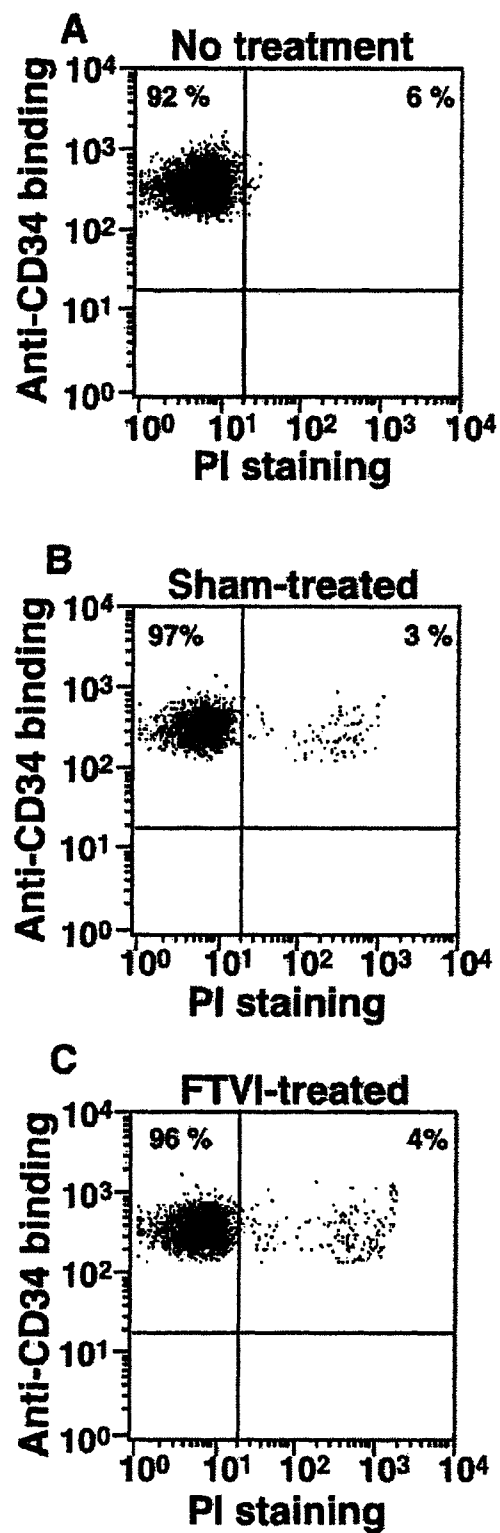 A
No treatment
92 %
6 %
Anti-CD34 binding
10⁴
10³
10²
10¹
10⁰
10⁰ 10¹ 10² 10³ 10⁴
PI staining
B
Sham-treated
97%
3 %
Anti-CD34 binding
10⁴
10³
10²
10¹
10⁰
10⁰ 10¹ 10² 10³ 10⁴
PI staining
C
FTVI-treated
96 %
4%
Anti-CD34 binding
10⁴
10³
10²
10¹
10⁰
10⁰ 10¹ 10² 10³ 10⁴
PI staining